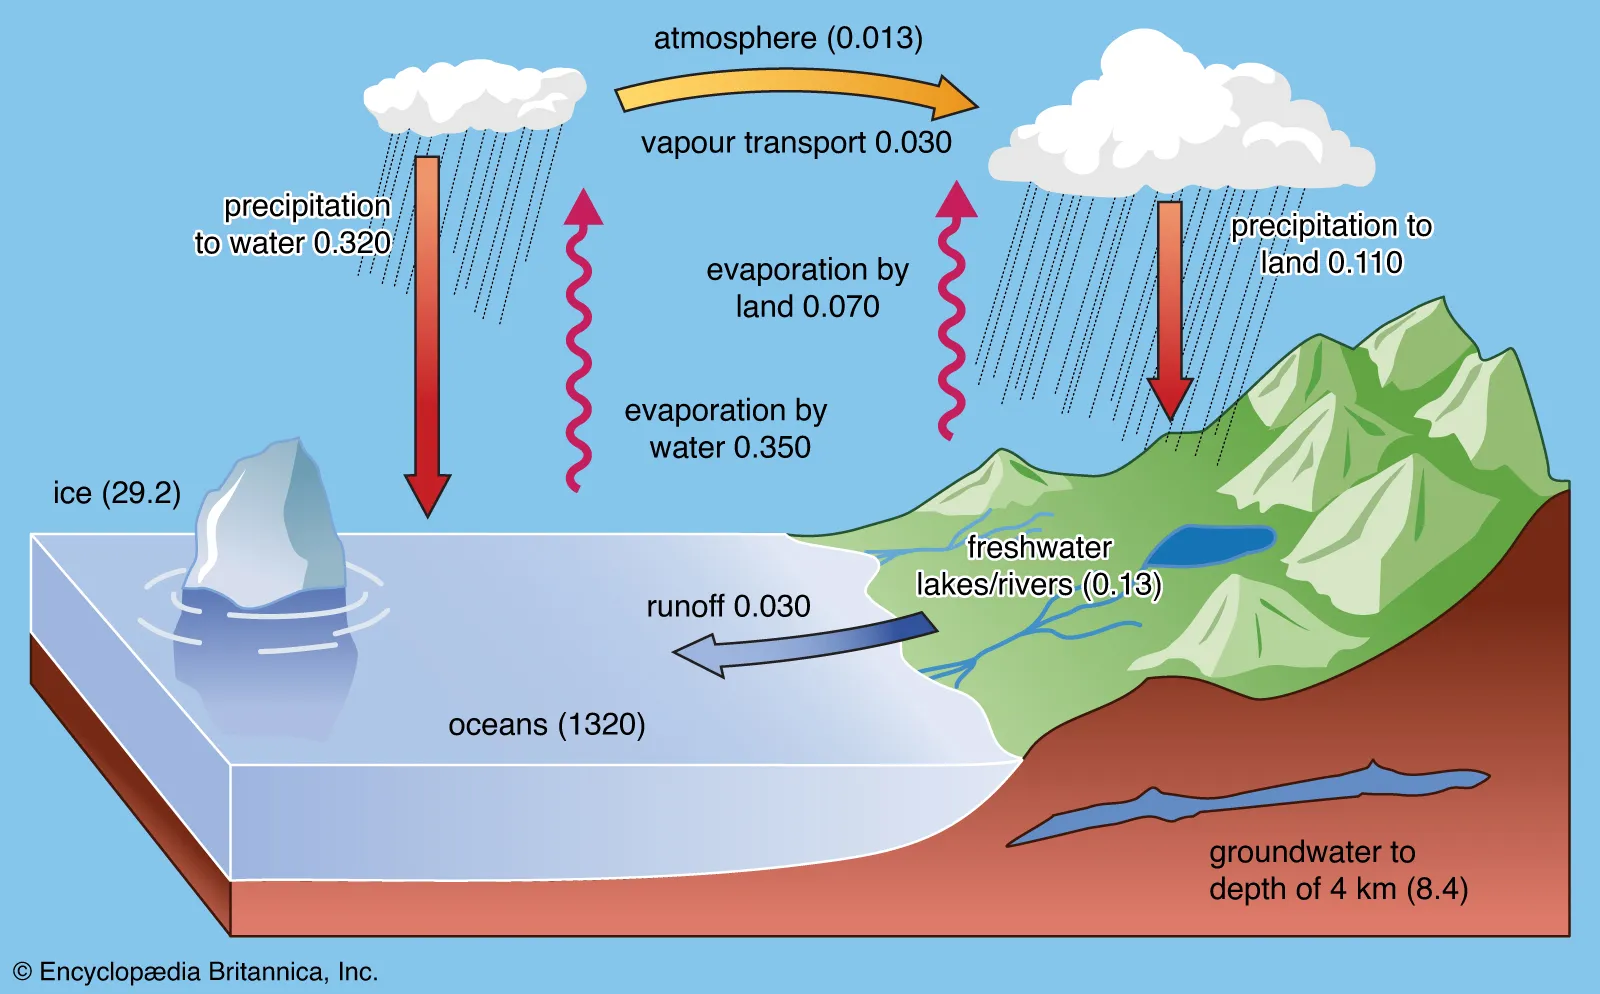 atmosphere (0.013)
vapour transport 0.030
precipitation
to water 0.320
precipitation to
land 0.110
evaporation by
land 0.070
evaporation by
water 0.350
ice (29.2)
freshwater
lakes/rivers (0.13)
runoff 0.030
oceans (1320)
groundwater to
depth of 4 km (8.4)
© Encyclopædia Britannica, Inc.